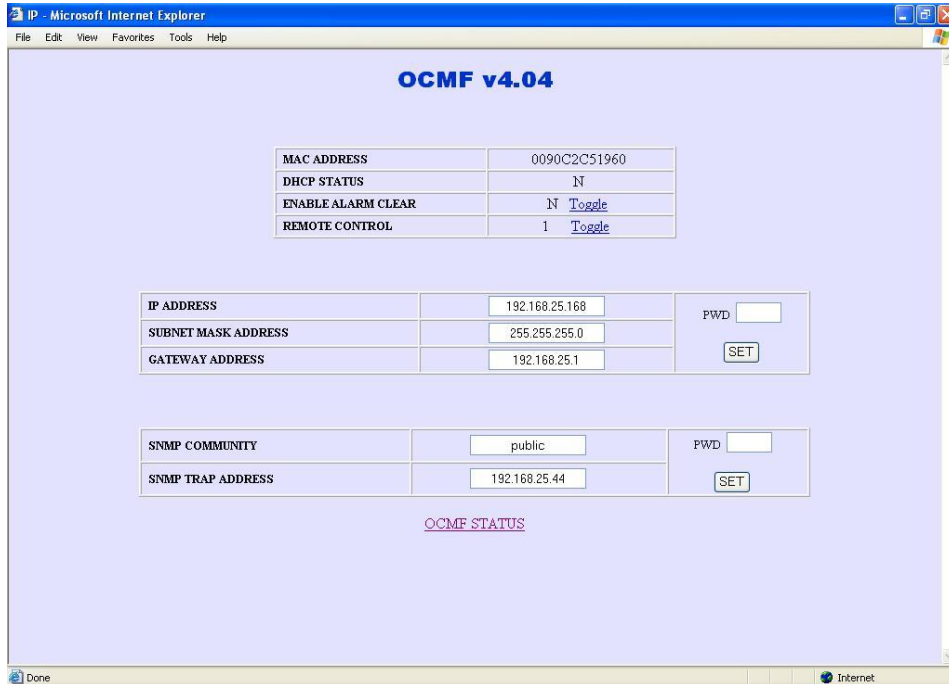 IP - Microsoft Internet Explorer
File Edit View Favorites Tools Help
OCMF v4.04
MAC ADDRESS 0090C2C51960
DHCP STATUS N
ENABLE ALARM CLEAR N Toggle
REMOTE CONTROL 1 Toggle
IP ADDRESS 192.168.25.168
SUBNET MASK ADDRESS 255.255.255.0
GATEWAY ADDRESS 192.168.25.1
PWD
SET
SNMP COMMUNITY public
SNMP TRAP ADDRESS 192.168.25.44
PWD
SET
OCMF STATUS
Done Internet